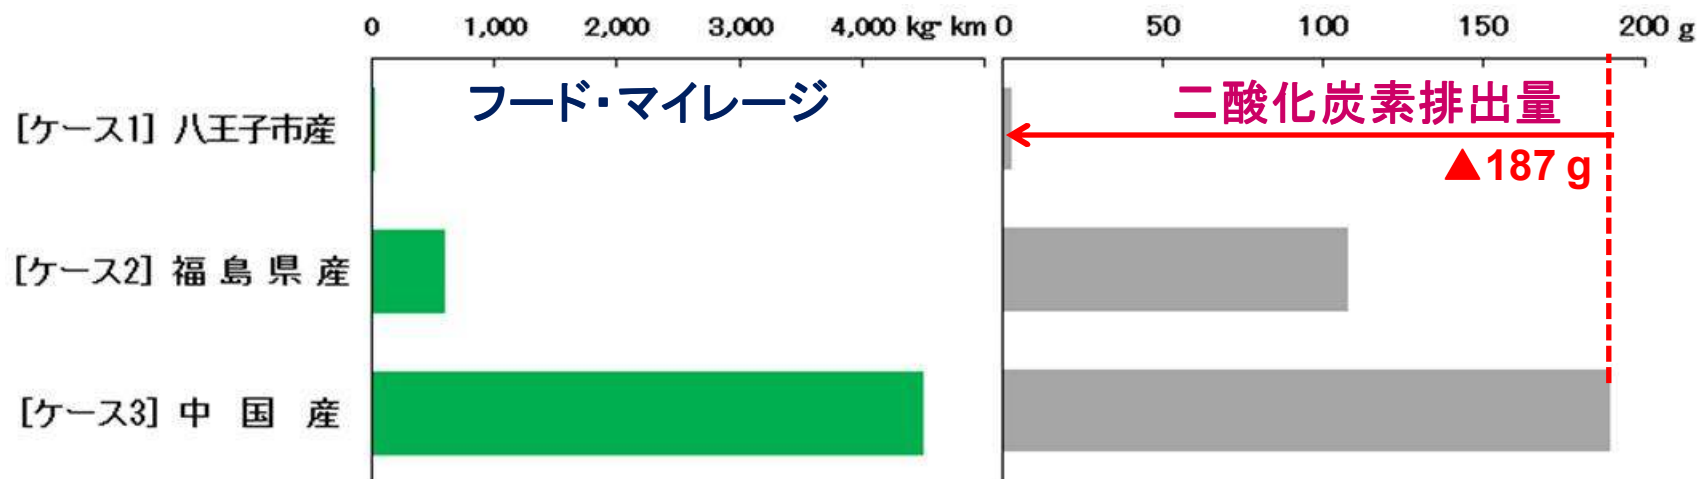 0 1,000 2,000 3,000 4,000 kg・km
0 50 100 150 200 g
フード・マイレージ
二酸化炭素排出量
[ケース1] 八王子市産
▲187 g
[ケース2] 福 島 県 産
[ケース3] 中 国 産